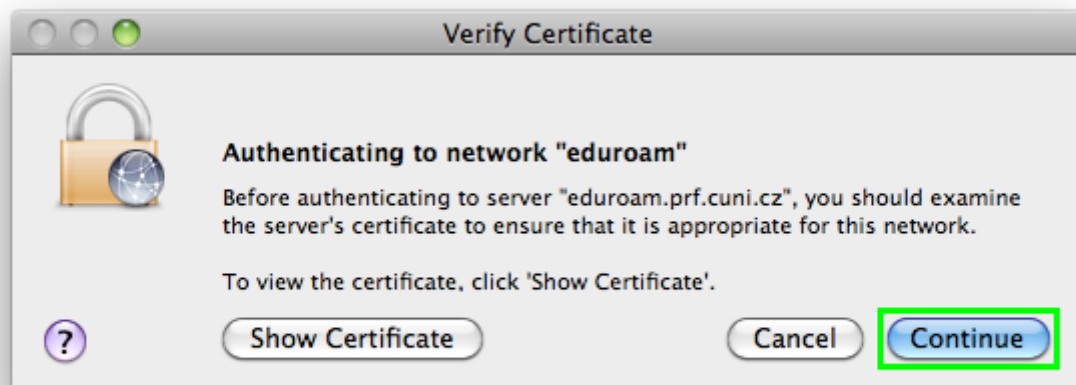 Verify Certificate
Authenticating to network "eduroam"
Before authenticating to server "eduroam.prf.cuni.cz", you should examine
the server's certificate to ensure that it is appropriate for this network.
To view the certificate, click 'Show Certificate'.
? Show Certificate Cancel Continue